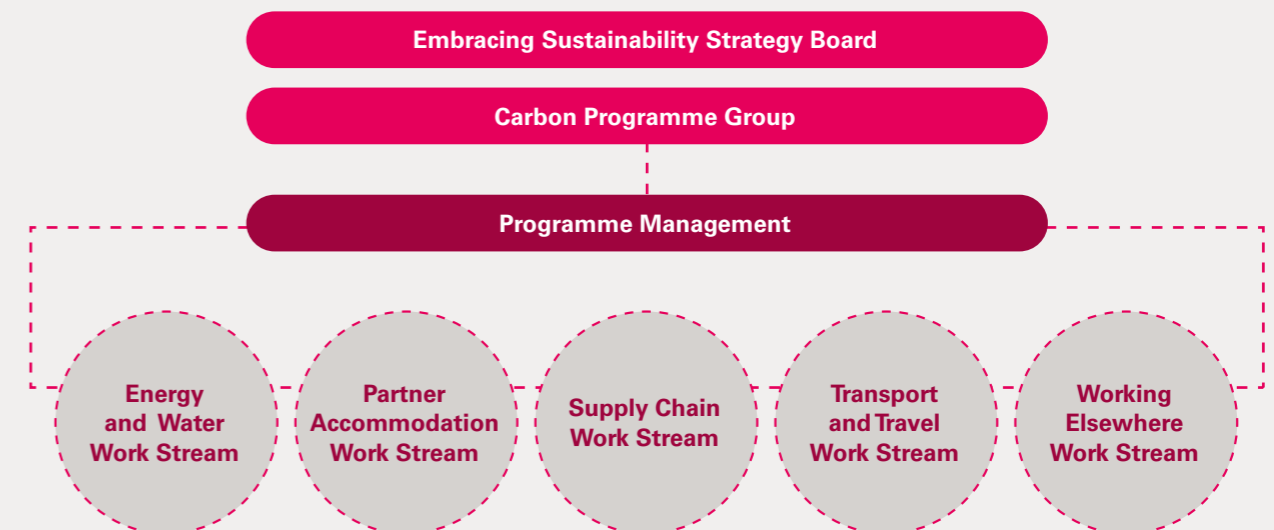 Embracing Sustainability Strategy Board
Carbon Programme Group
Programme Management
Energy
and Water
Work Stream
Partner
Accommodation
Work Stream
Supply Chain
Work Stream
Transport
and Travel
Work Stream
Working
Elsewhere
Work Stream